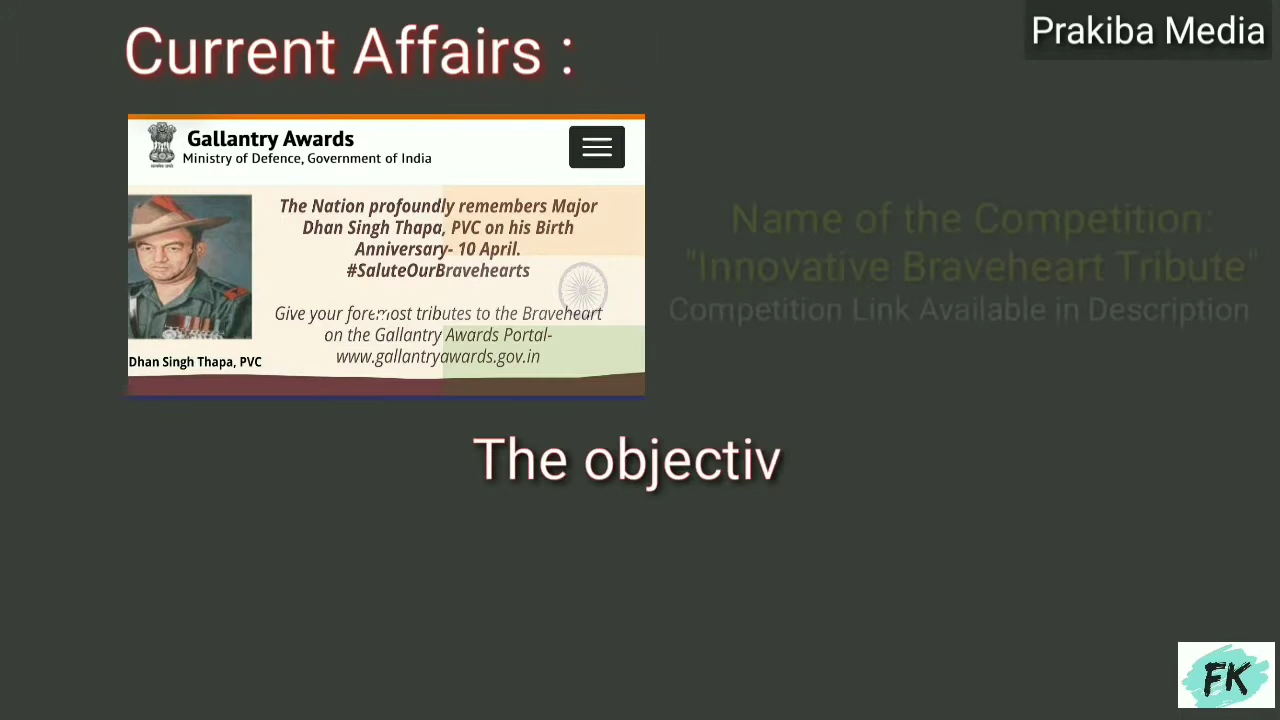 Prakiba Media
Current Affairs :
Gallantry Awards
Ministry of Defence, Government of India
The Nation profoundly remembers Major
Dhan Singh Thapa, PVC on his Birth
Anniversary- 10 April.
#SaluteOurBravehearts
Give your foremost tributes to the Braveheart
on the Gallantry Awards Portal-
www.gallantryawards.gov.in
Dhan Singh Thapa, PVC
Name of the Competition:
"Innovative Braveheart Tribute"
Competition Link Available in Description
The objectiv
FK